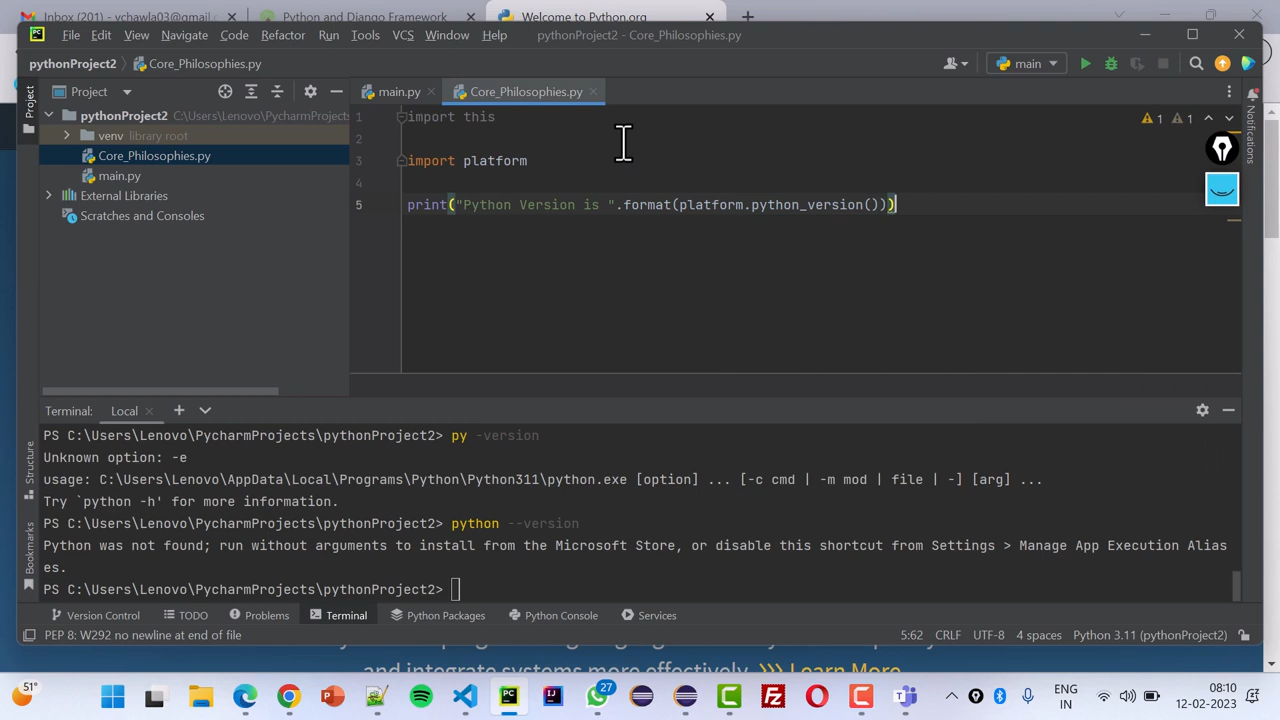 Inbox (201) - vchawla03@gmail.
Python and Django Framework
Welcome to Python.org
File Edit View Navigate Code Refactor Run Tools VCS Window Help pythonProject2 - Core_Philosophies.py
pythonProject2 Core_Philosophies.py
main
Project
Project
main.py
Core_Philosophies.py
pythonProject2 C:\Users\Lenovo\PycharmProjects
venv library root
Core_Philosophies.py
main.py
External Libraries
Scratches and Consoles
1 import this
2
3 import platform
4
5 print("Python Version is ".format(platform.python_version()))
1 1
Notifications
Terminal: Local
PS C:\Users\Lenovo\PycharmProjects\pythonProject2> py -version
Unknown option: -e
usage: C:\Users\Lenovo\AppData\Local\Programs\Python\Python311\python.exe [option] ... [-c cmd | -m mod | file | -] [arg] ...
Try `python -h' for more information.
PS C:\Users\Lenovo\PycharmProjects\pythonProject2> python --version
Python was not found; run without arguments to install from the Microsoft Store, or disable this shortcut from Settings > Manage App Execution Alias
es.
PS C:\Users\Lenovo\PycharmProjects\pythonProject2>
Structure
Bookmarks
Version Control TODO Problems Terminal Python Packages Python Console Services
PEP 8: W292 no newline at end of file
5:62 CRLF UTF-8 4 spaces Python 3.11 (pythonProject2)
and integrate systems more effectively. >>> Learn More
51°
27
ENG
IN
08:10
12-02-2023